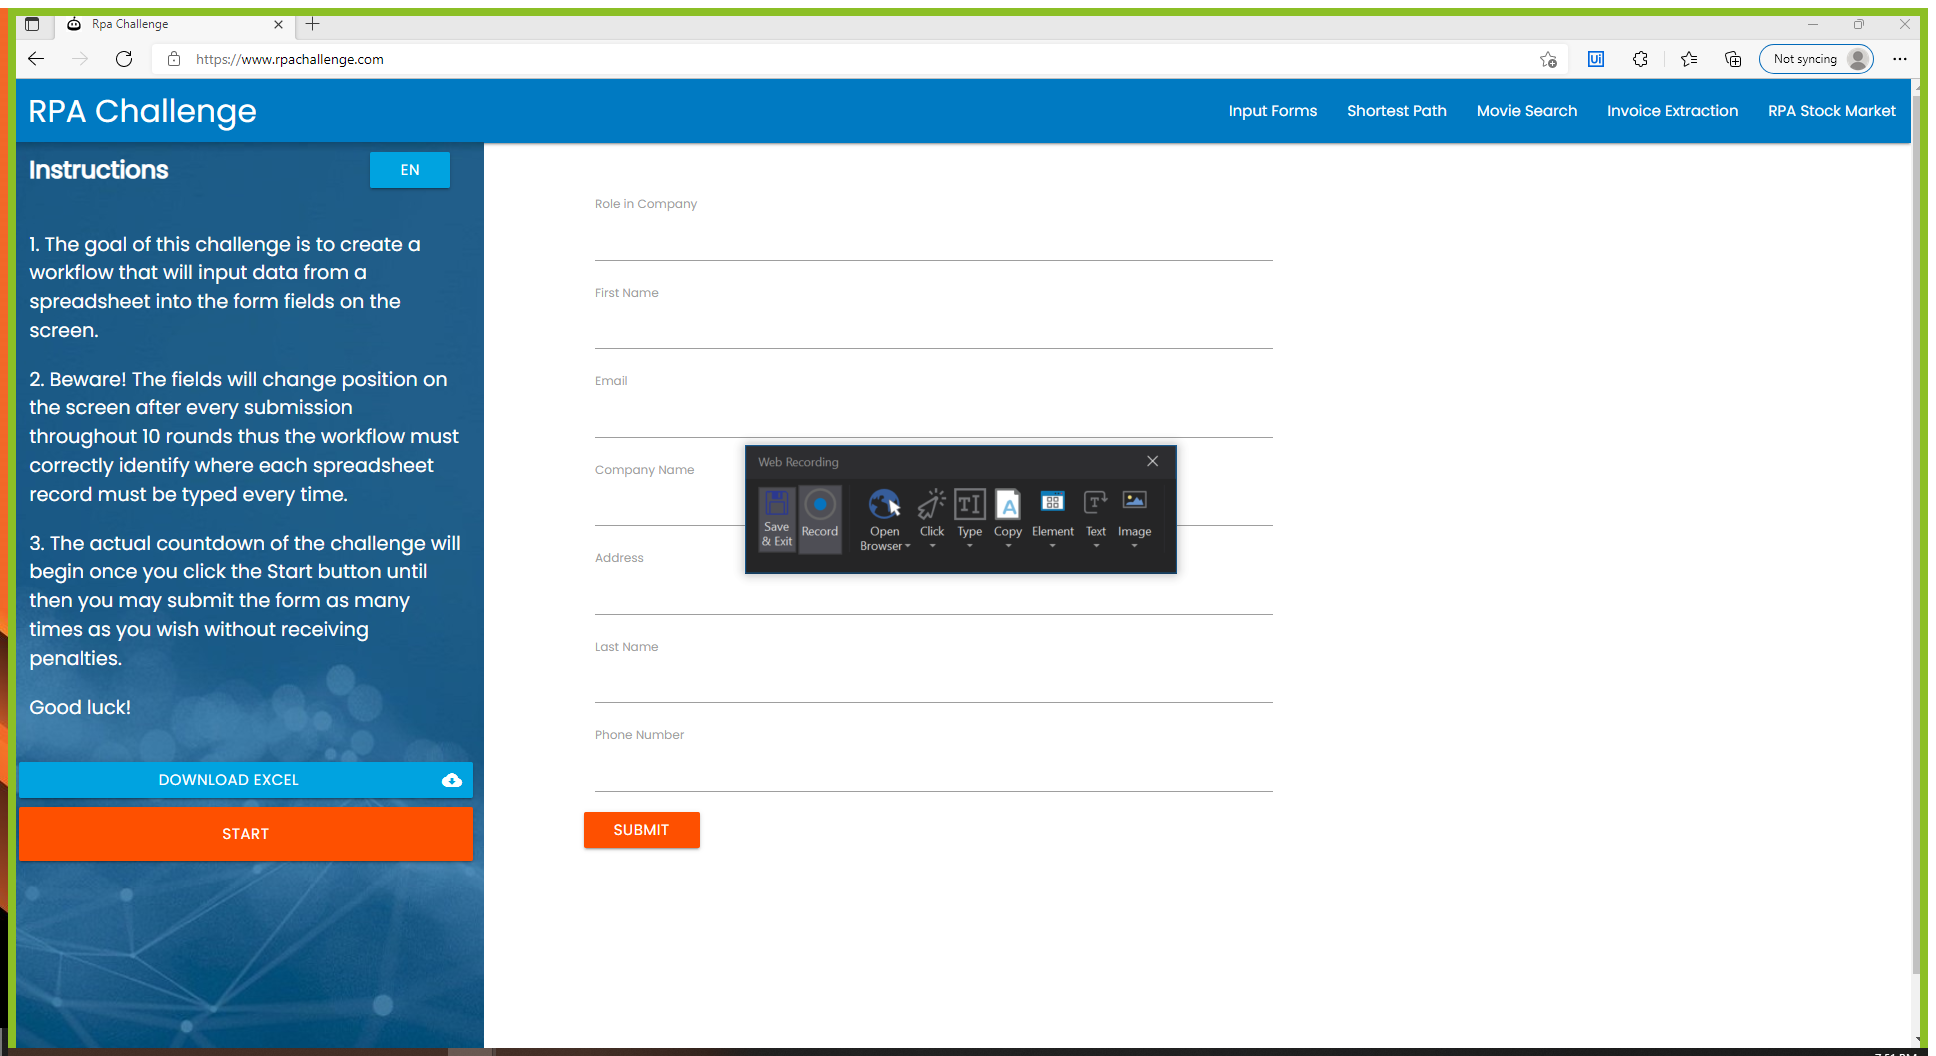 Rpa Challenge
https://www.rpachallenge.com
Ui
Not syncing
RPA Challenge
Input Forms
Shortest Path
Movie Search
Invoice Extraction
RPA Stock Market
Instructions
EN
1. The goal of this challenge is to create a
workflow that will input data from a
spreadsheet into the form fields on the
screen.
2. Beware! The fields will change position on
the screen after every submission
throughout 10 rounds thus the workflow must
correctly identify where each spreadsheet
record must be typed every time.
3. The actual countdown of the challenge will
begin once you click the Start button until
then you may submit the form as many
times as you wish without receiving
penalties.
Good luck!
DOWNLOAD EXCEL
START
Role in Company
First Name
Email
Company Name
Address
Last Name
Phone Number
SUBMIT
Web Recording
Save
& Exit
Record
Open
Browser
Click
Type
Copy
Element
Text
Image
7:51 PM